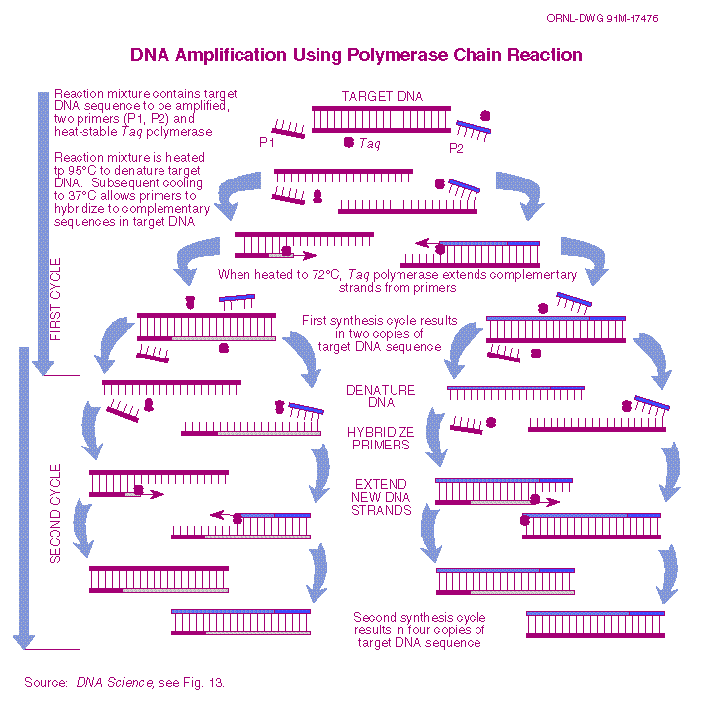 ORNL-DWG 91M-17476
DNA Amplification Using Polymerase Chain Reaction
Reaction mixture contains target
DNA sequence to be amplified,
two primers (P1, P2) and
heat-stable Taq polymerase
TARGET DNA
P1
Taq
P2
Reaction mixture is heated
tp 95°C to denature target
DNA. Subsequent cooling
to 37°C allows primers to
hybridize to complementary
sequences in target DNA
When heated to 72°C, Taq polymerase extends complementary
strands from primers
FIRST CYCLE
First synthesis cycle results
in two copies of
target DNA sequence
DENATURE
DNA
HYBRIDIZE
PRIMERS
SECOND CYCLE
EXTEND
NEW DNA
STRANDS
Second synthesis cycle
results in four copies of
target DNA sequence
Source: DNA Science, see Fig. 13.